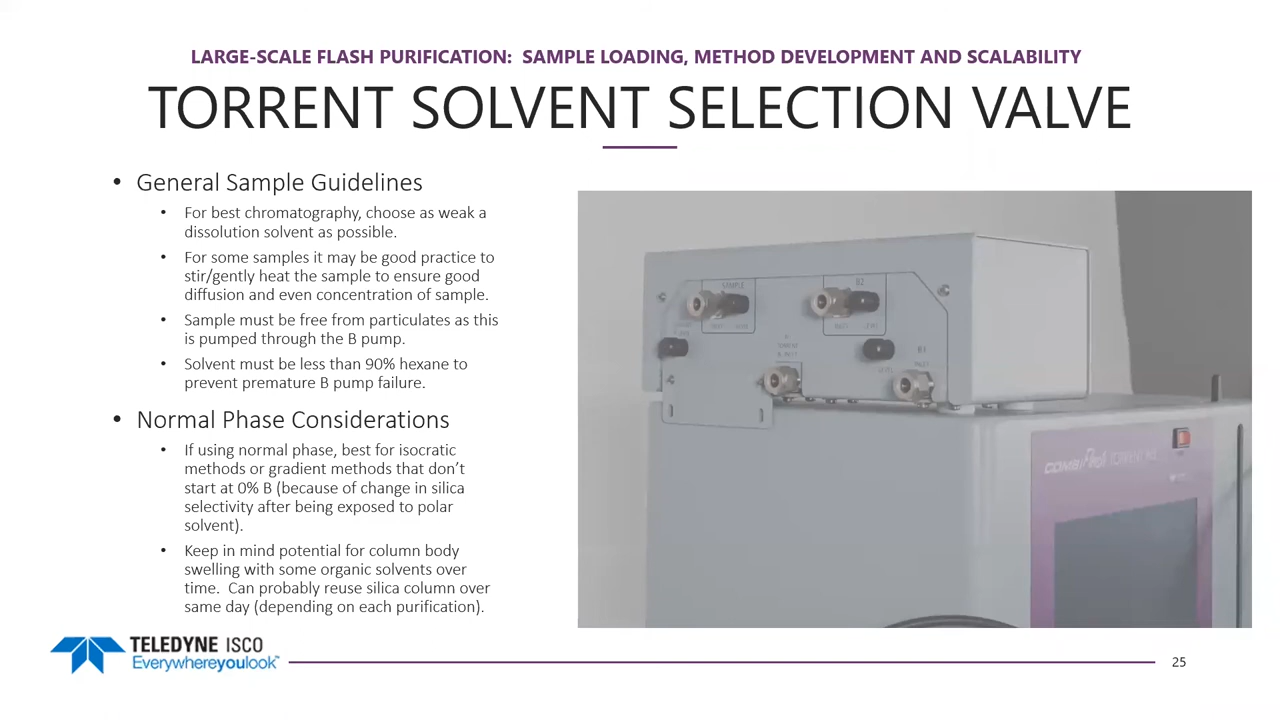 LARGE-SCALE FLASH PURIFICATION: SAMPLE LOADING, METHOD DEVELOPMENT AND SCALABILITY
TORRENT SOLVENT SELECTION VALVE
• General Sample Guidelines
• For best chromatography, choose as weak a
dissolution solvent as possible.
• For some samples it may be good practice to
stir/gently heat the sample to ensure good
diffusion and even concentration of sample.
• Sample must be free from particulates as this
is pumped through the B pump.
• Solvent must be less than 90% hexane to
prevent premature B pump failure.
• Normal Phase Considerations
• If using normal phase, best for isocratic
methods or gradient methods that don't
start at 0% B (because of change in silica
selectivity after being exposed to polar
solvent).
• Keep in mind potential for column body
swelling with some organic solvents over
time. Can probably reuse silica column over
same day (depending on each purification).
SAMPLE
B2
B1
INLET
LEVEL
COMBIFlash TORRENT
TELEDYNE ISCO
Everywhereyoulook™
25